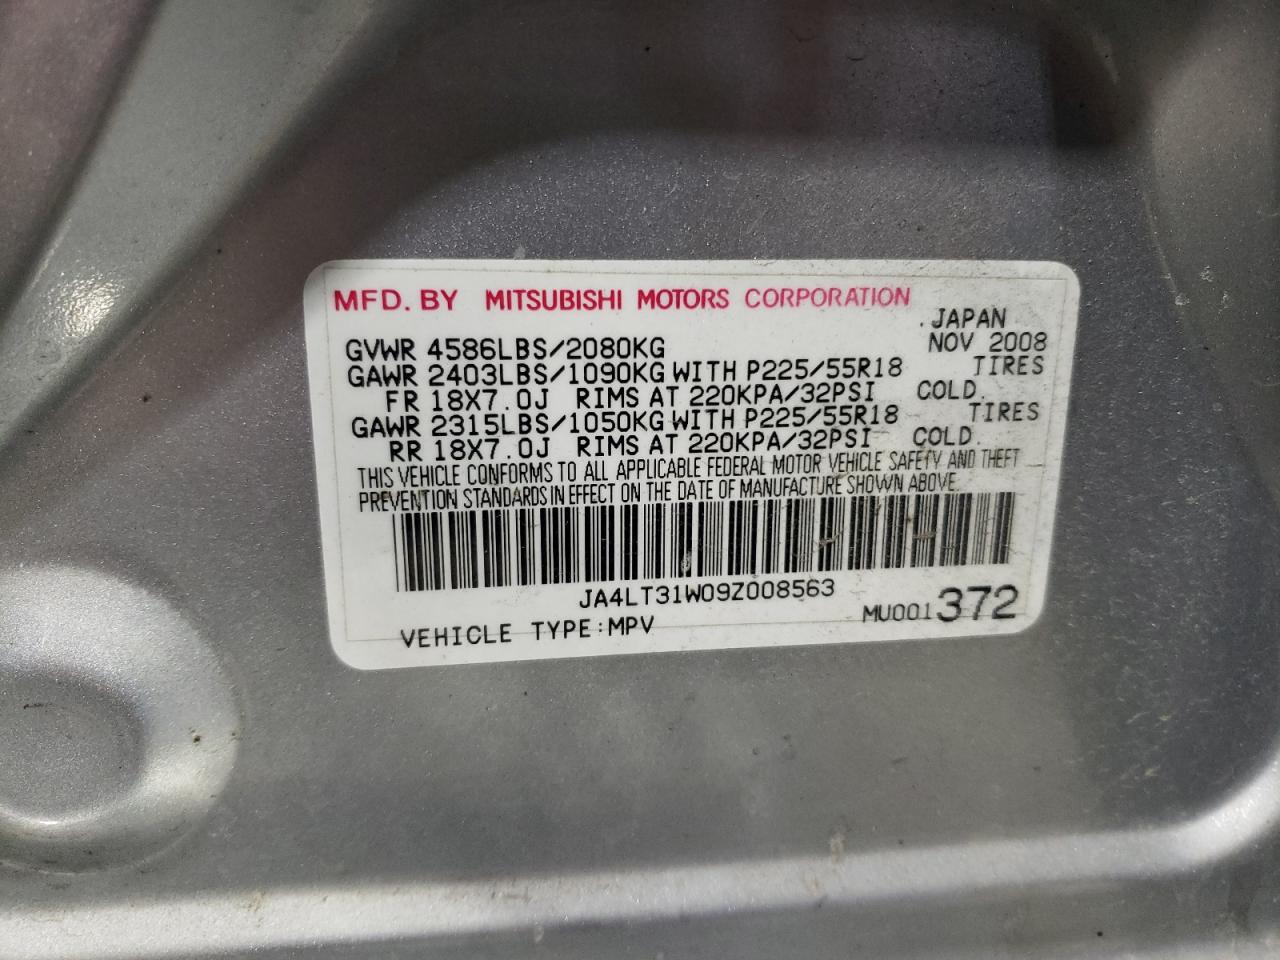 MFD. BY MITSUBISHI MOTORS CORPORATION
JAPAN
GVWR 4586LBS/2080KG NOV 2008
GAWR 2403LBS/1090KG WITH P225/55R18 TIRES
FR 18X7.0J RIMS AT 220KPA/32PSI COLD.
GAWR 2315LBS/1050KG WITH P225/55R18 TIRES
RR 18X7.0J RIMS AT 220KPA/32PSI COLD.
THIS VEHICLE CONFORMS TO ALL APPLICABLE FEDERAL MOTOR VEHICLE SAFETY AND THEFT
PREVENTION STANDARDS IN EFFECT ON THE DATE OF MANUFACTURE SHOWN ABOVE.
JA4LT31W09Z008563
VEHICLE TYPE:MPV MU001372